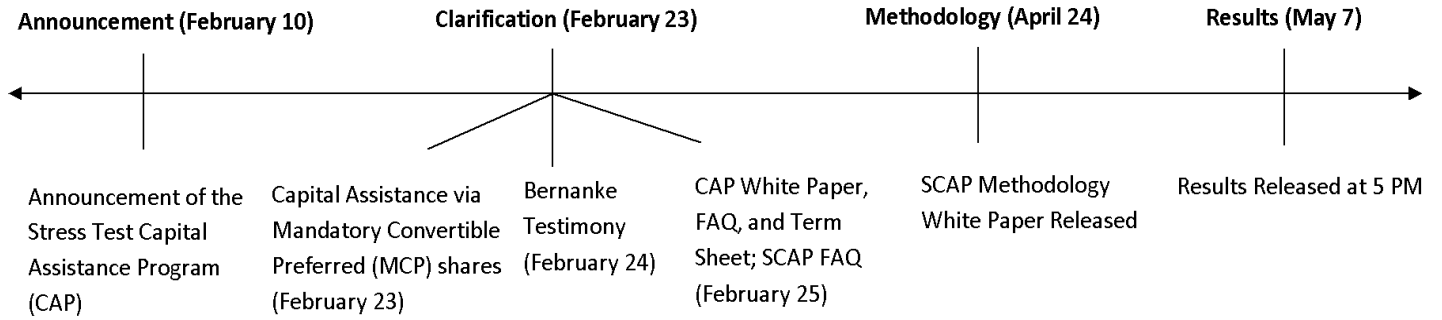 Announcement (February 10)
Clarification (February 23)
Methodology (April 24)
Results (May 7)
Announcement of the
Stress Test Capital
Assistance Program
(CAP)
Capital Assistance via
Mandatory Convertible
Preferred (MCP) shares
(February 23)
Bernanke
Testimony
(February 24)
CAP White Paper,
FAQ, and Term
Sheet; SCAP FAQ
(February 25)
SCAP Methodology
White Paper Released
Results Released at 5 PM